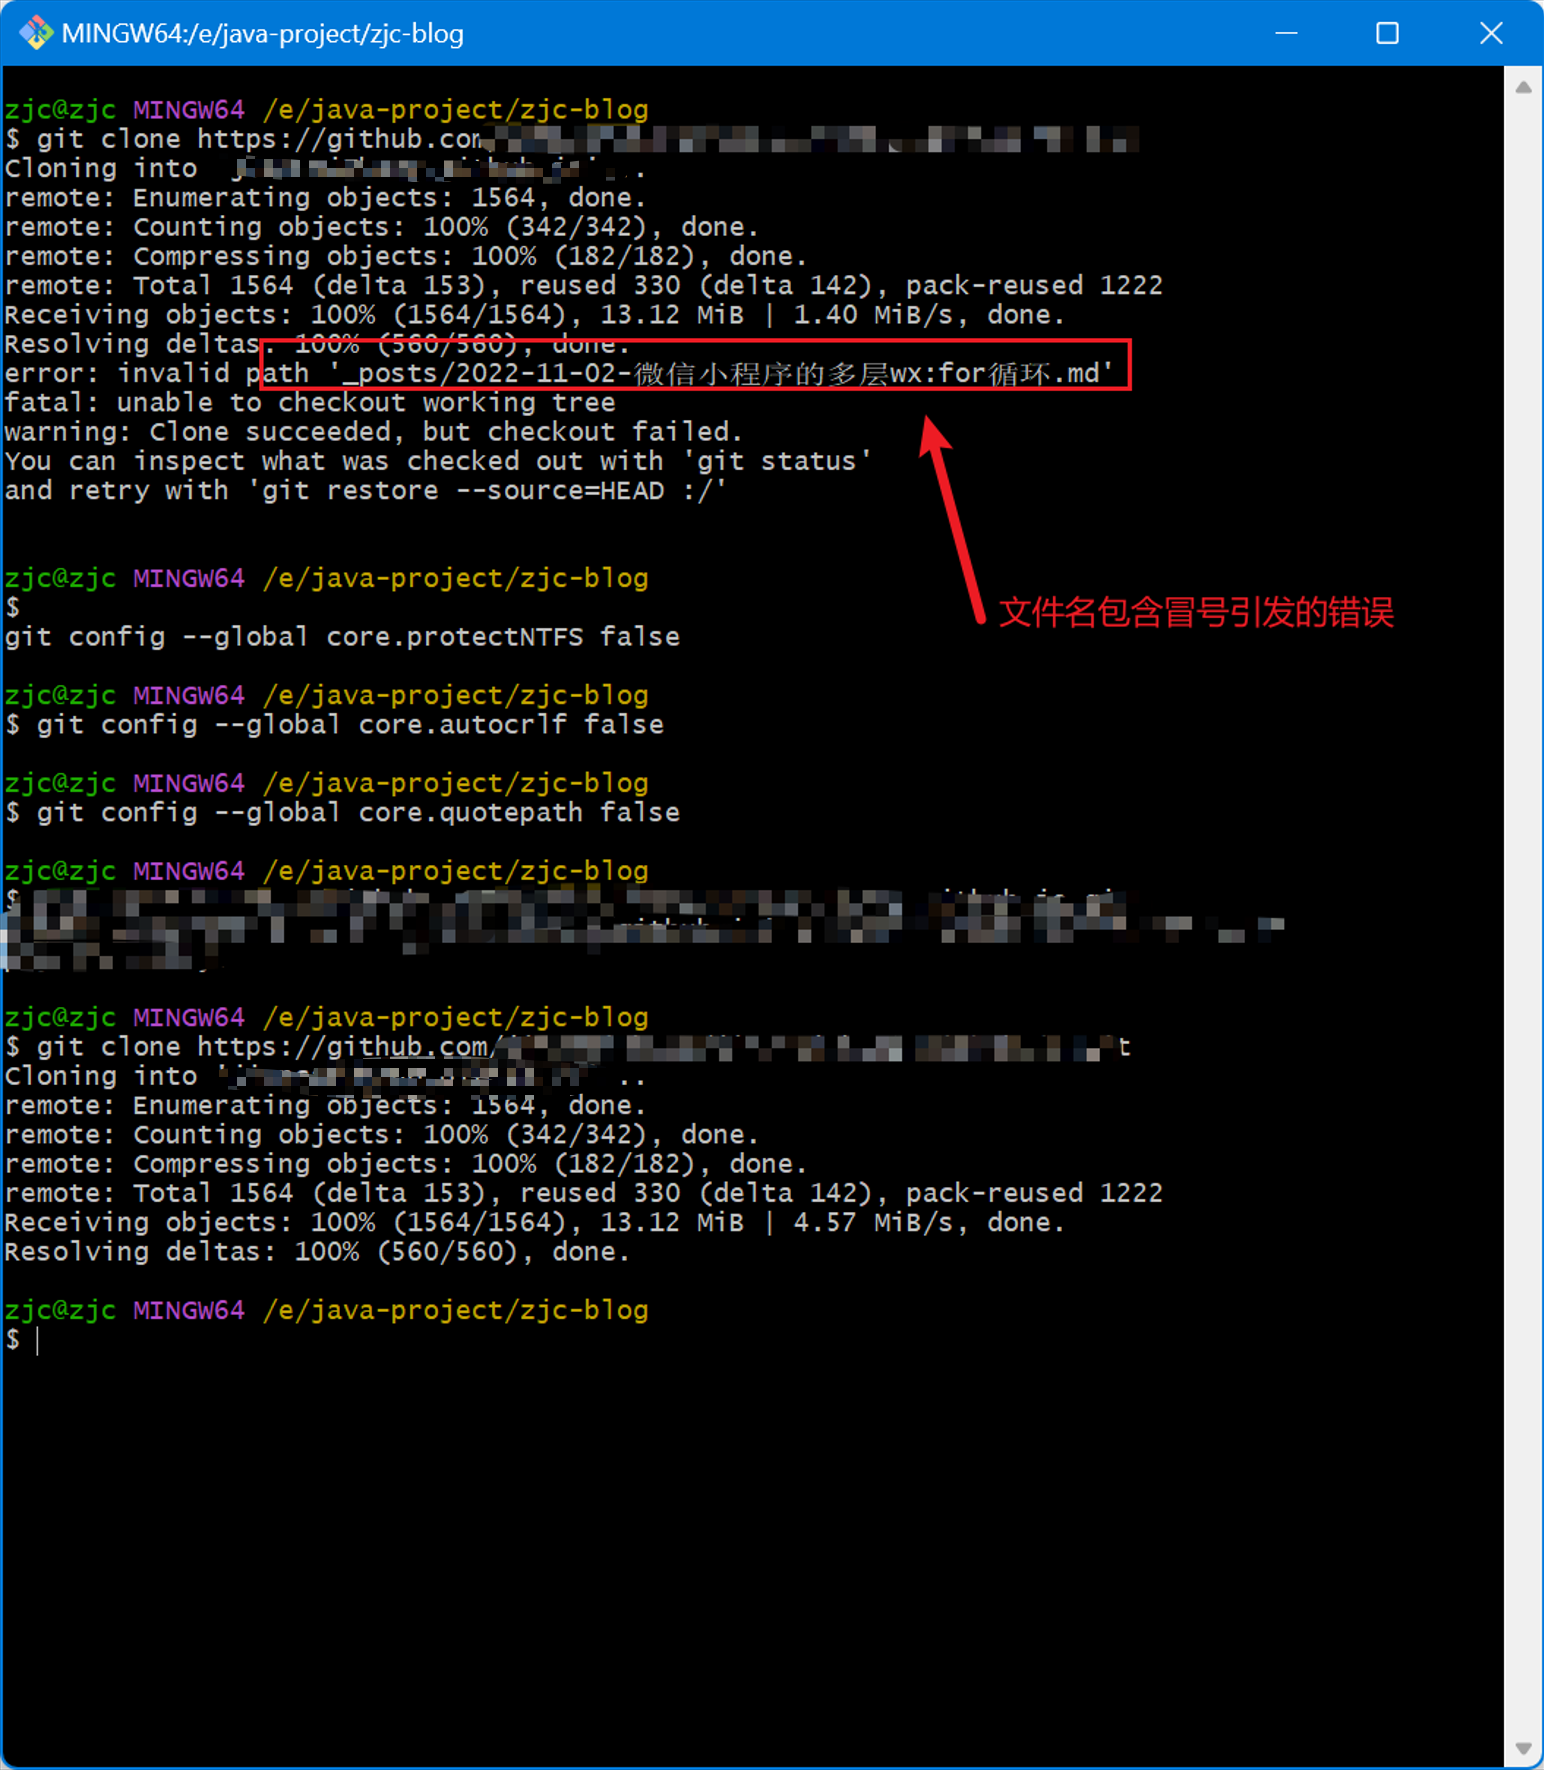 MINGW64:/e/java-project/zjc-blog
zjc@zjc MINGW64 /e/java-project/zjc-blog
$ git clone https://github.com
Cloning into
remote: Enumerating objects: 1564, done.
remote: Counting objects: 100% (342/342), done.
remote: Compressing objects: 100% (182/182), done.
remote: Total 1564 (delta 153), reused 330 (delta 142), pack-reused 1222
Receiving objects: 100% (1564/1564), 13.12 MiB | 1.40 MiB/s, done.
Resolving deltas: 100% (560/560), done.
error: invalid path '_posts/2022-11-02-微信小程序的多层wx:for循环.md'
fatal: unable to checkout working tree
warning: Clone succeeded, but checkout failed.
You can inspect what was checked out with 'git status'
and retry with 'git restore --source=HEAD :/'
zjc@zjc MINGW64 /e/java-project/zjc-blog
$
文件名包含冒号引发的错误
git config --global core.protectNTFS false
zjc@zjc MINGW64 /e/java-project/zjc-blog
$ git config --global core.autocrlf false
zjc@zjc MINGW64 /e/java-project/zjc-blog
$ git config --global core.quotepath false
zjc@zjc MINGW64 /e/java-project/zjc-blog
$
zjc@zjc MINGW64 /e/java-project/zjc-blog
$ git clone https://github.com/
Cloning into
remote: Enumerating objects: 1564, done.
remote: Counting objects: 100% (342/342), done.
remote: Compressing objects: 100% (182/182), done.
remote: Total 1564 (delta 153), reused 330 (delta 142), pack-reused 1222
Receiving objects: 100% (1564/1564), 13.12 MiB | 4.57 MiB/s, done.
Resolving deltas: 100% (560/560), done.
zjc@zjc MINGW64 /e/java-project/zjc-blog
$